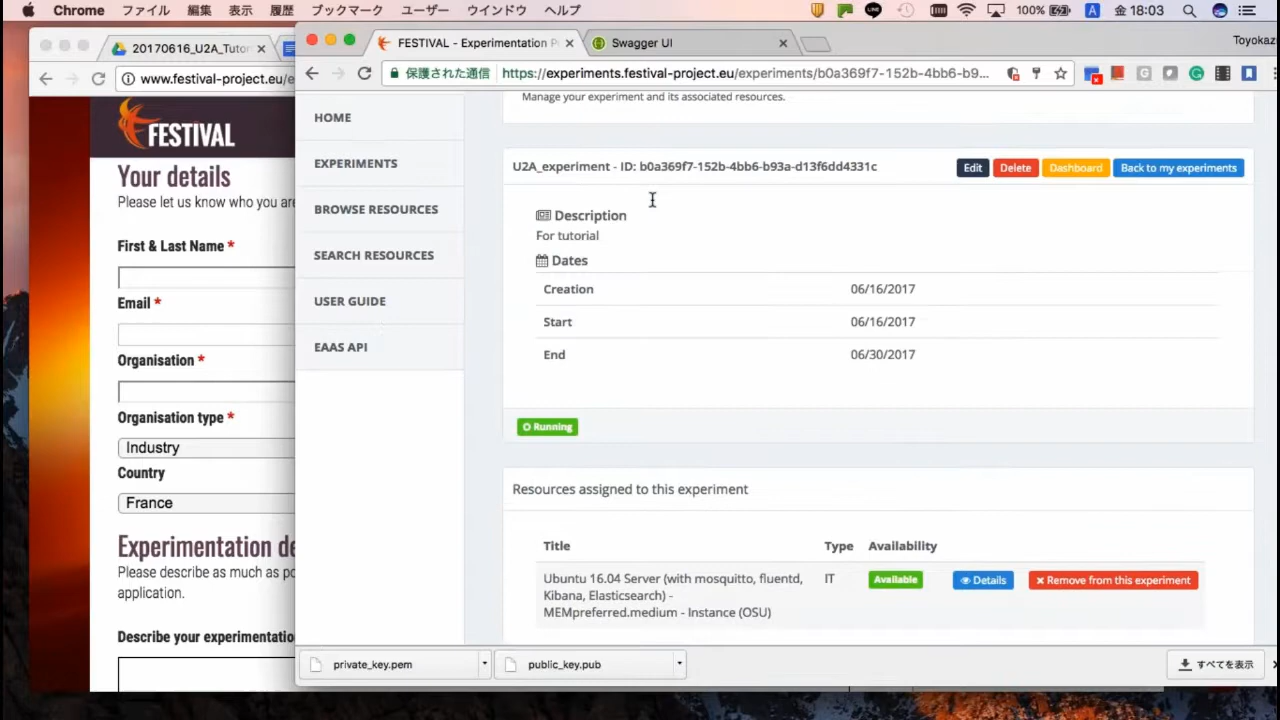 Chrome ファイル 編集 表示 履歴 ブックマーク ユーザー ウインドウ ヘルプ 100% A 金 18:03
20170616_U2A_Tutor
www.festival-project.eu/e
FESTIVAL
Your details
Please let us know who you are
First & Last Name *
Email *
Organisation *
Organisation type *
Industry
Country
France
Experimentation de
Please describe as much as po
application.
Describe your experimentatio
FESTIVAL - Experimentation P
Swagger UI
Toyokaz
保護された通信 https://experiments.festival-project.eu/experiments/b0a369f7-152b-4bb6-b9...
HOME
EXPERIMENTS
BROWSE RESOURCES
SEARCH RESOURCES
USER GUIDE
EAAS API
Manage your experiment and its associated resources.
U2A_experiment - ID: b0a369f7-152b-4bb6-b93a-d13f6dd4331c
Edit Delete Dashboard Back to my experiments
Description
For tutorial
Dates
Creation 06/16/2017
Start 06/16/2017
End 06/30/2017
Running
Resources assigned to this experiment
Title Type Availability
Ubuntu 16.04 Server (with mosquitto, fluentd, IT Available Details Remove from this experiment
Kibana, Elasticsearch) -
MEMpreferred.medium - Instance (OSU)
private_key.pem
public_key.pub
すべてを表示